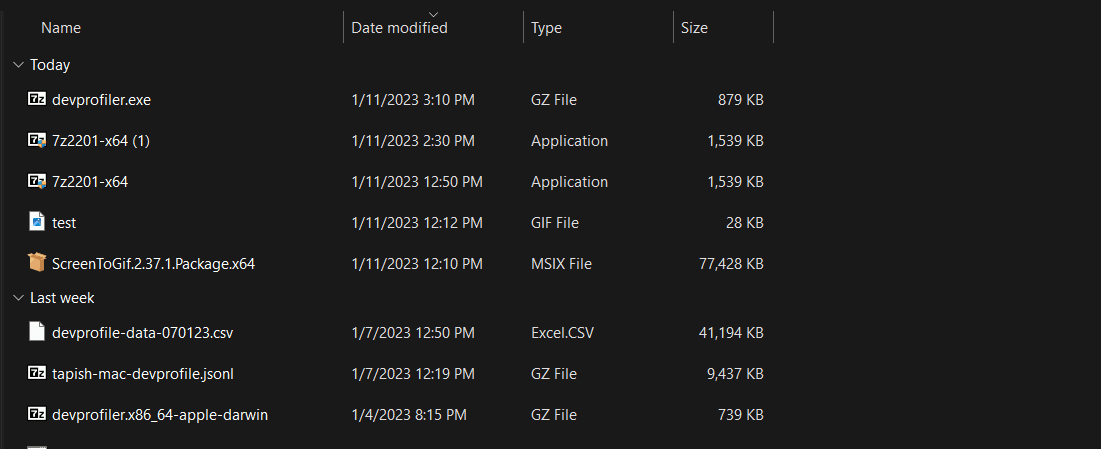 Name Date modified Type Size
Today
7z devprofiler.exe 1/11/2023 3:10 PM GZ File 879 KB
7z 7z2201-x64 (1) 1/11/2023 2:30 PM Application 1,539 KB
7z 7z2201-x64 1/11/2023 12:50 PM Application 1,539 KB
test 1/11/2023 12:12 PM GIF File 28 KB
ScreenToGif.2.37.1.Package.x64 1/11/2023 12:10 PM MSIX File 77,428 KB
Last week
devprofile-data-070123.csv 1/7/2023 12:50 PM Excel.CSV 41,194 KB
7z tapish-mac-devprofile.jsonl 1/7/2023 12:19 PM GZ File 9,437 KB
7z devprofiler.x86_64-apple-darwin 1/4/2023 8:15 PM GZ File 739 KB